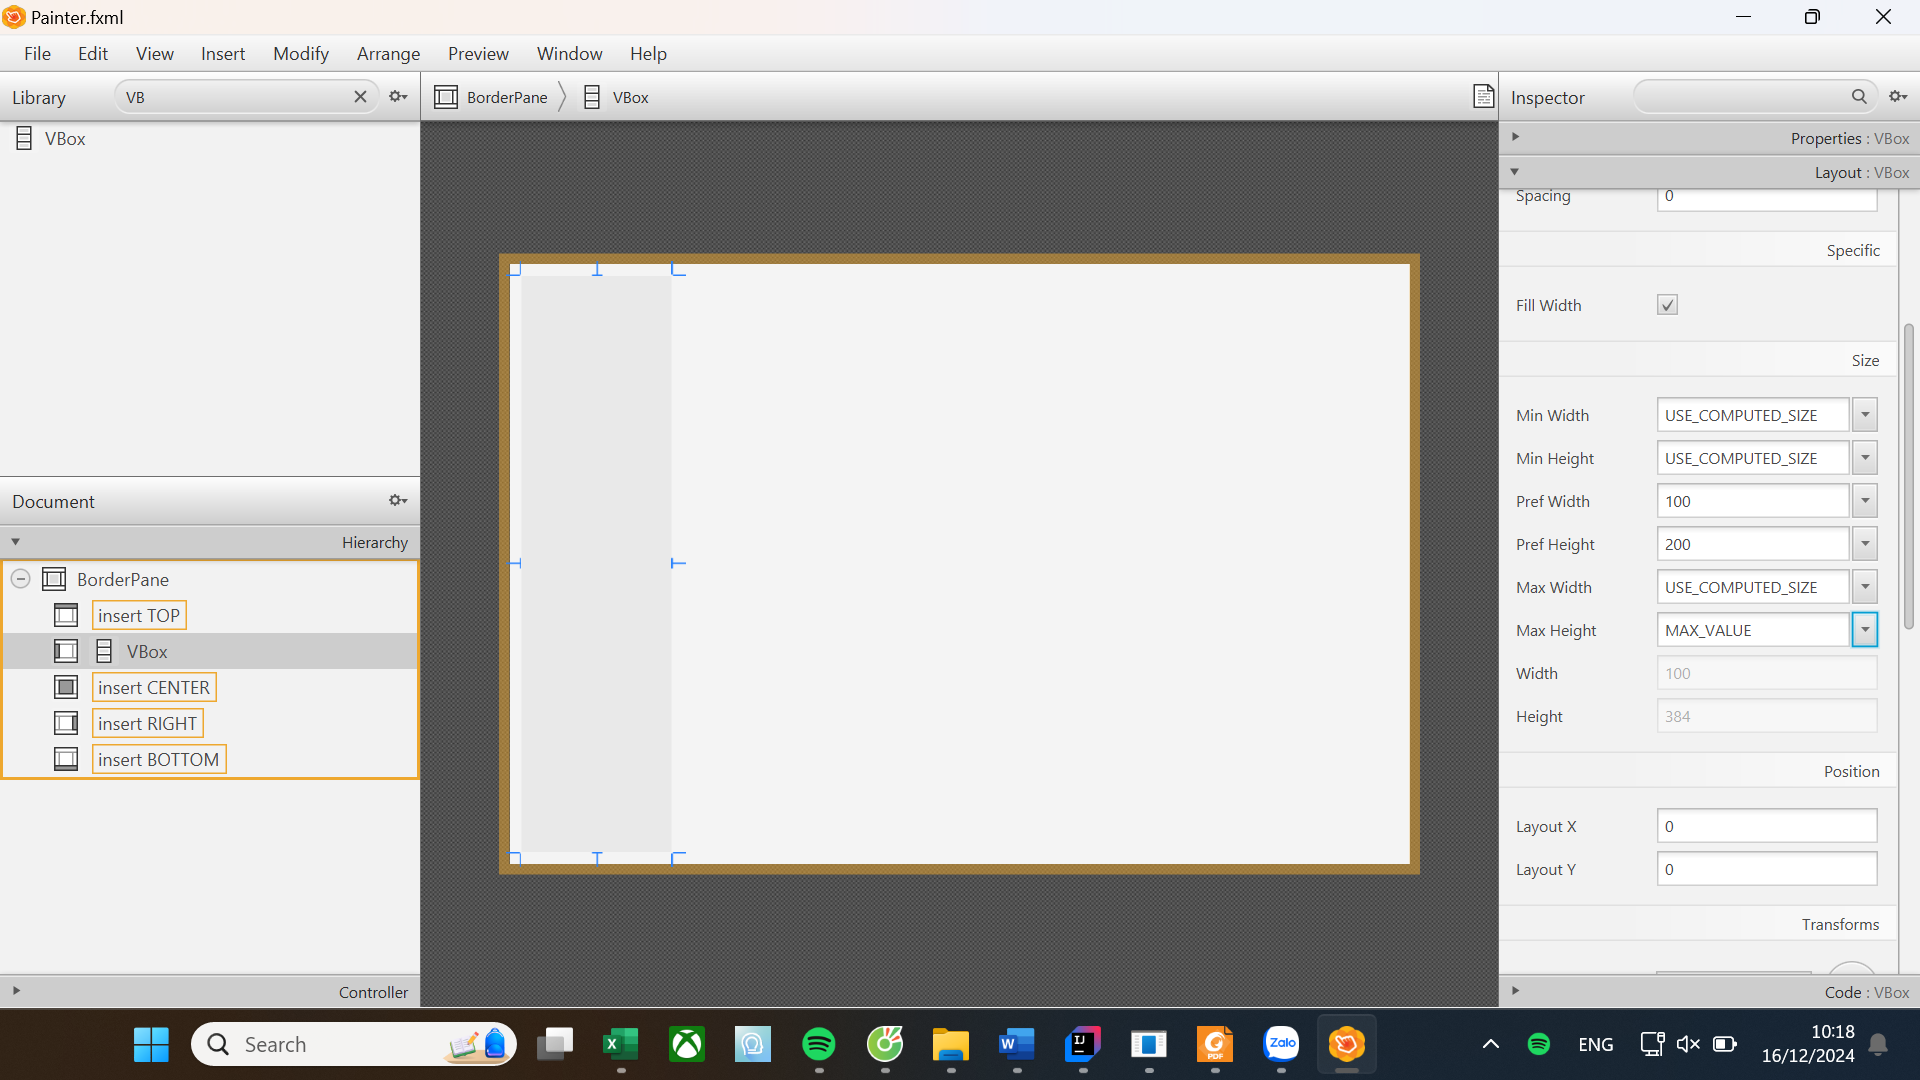 Painter.fxml
File Edit View Insert Modify Arrange Preview Window Help
Library VB
VBox
Document
Hierarchy
BorderPane
insert TOP
VBox
insert CENTER
insert RIGHT
insert BOTTOM
Controller
BorderPane VBox
Inspector
Properties : VBox
Layout : VBox
Spacing 0
Specific
Fill Width
Size
Min Width USE_COMPUTED_SIZE
Min Height USE_COMPUTED_SIZE
Pref Width 100
Pref Height 200
Max Width USE_COMPUTED_SIZE
Max Height MAX_VALUE
Width 100
Height 384
Position
Layout X 0
Layout Y 0
Transforms
Code : VBox
Search
X
W
IJ
PDF
Zalo
ENG
10:18
16/12/2024